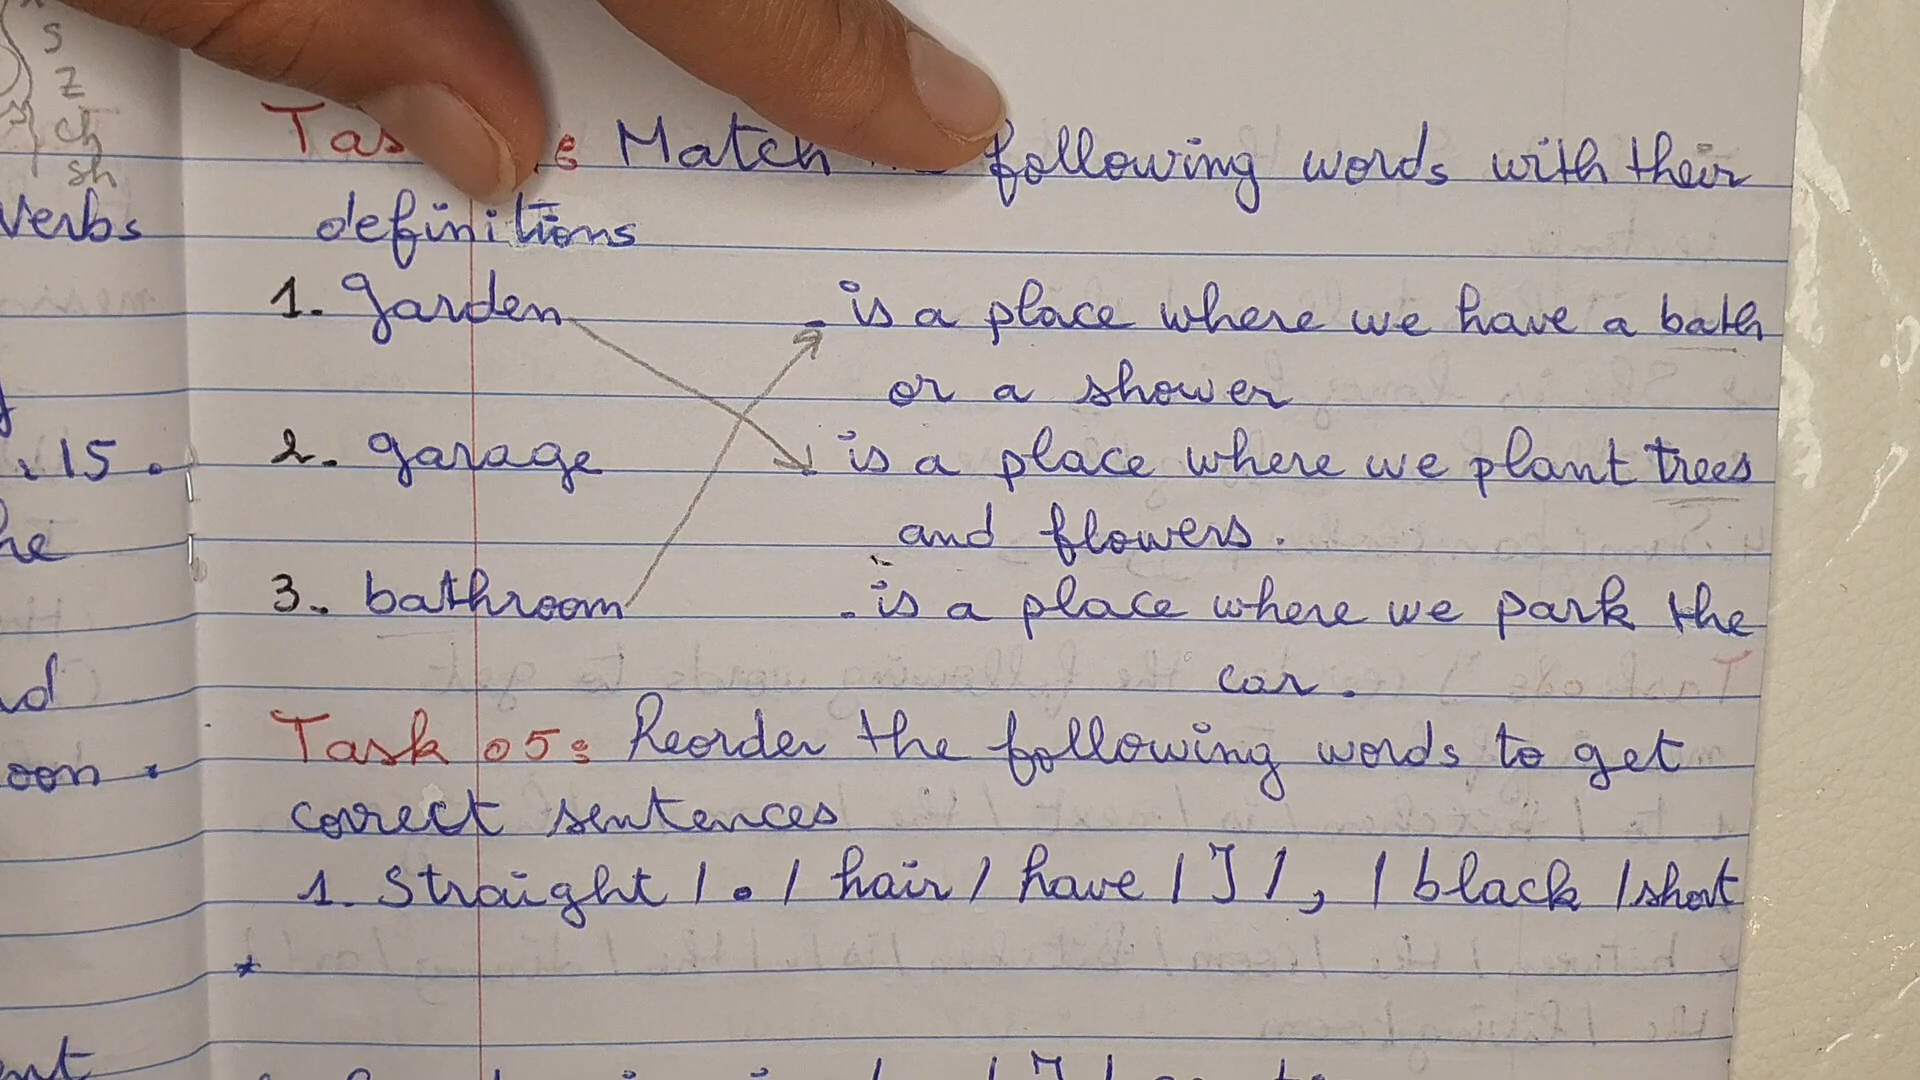 s
z
ch
sh
Tas : Match following words with their
verbs definitions
1. garden . is a place where we have a bath
or a shower
15. 2. garage . is a place where we plant trees
and flowers.
3. bathroom . is a place where we park the
car.
Task 05: Reorder the following words to get
correct sentences
1. Straight / . / hair / have / I / , / black / short
*